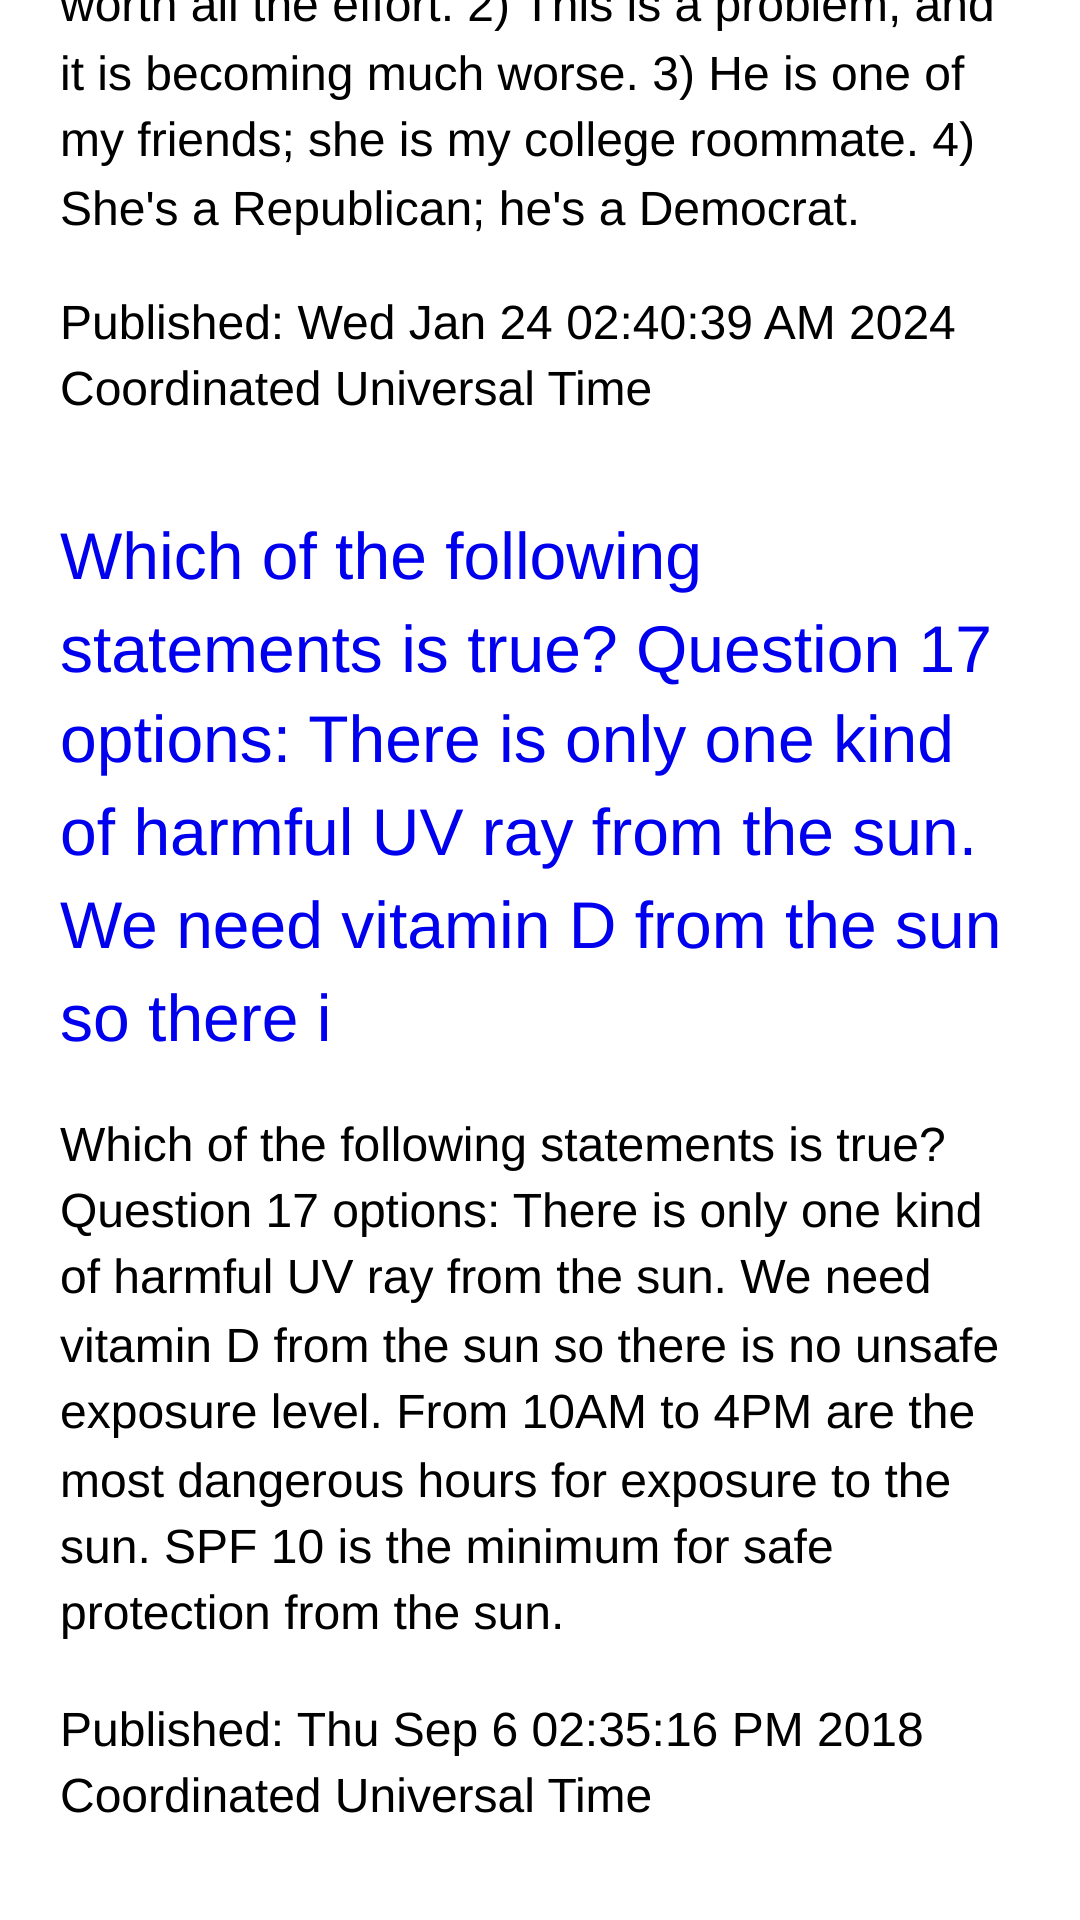 worth all the effort. 2) This is a problem, and
it is becoming much worse. 3) He is one of
my friends; she is my college roommate. 4)
She's a Republican; he's a Democrat.
Published: Wed Jan 24 02:40:39 AM 2024
Coordinated Universal Time
Which of the following
statements is true? Question 17
options: There is only one kind
of harmful UV ray from the sun.
We need vitamin D from the sun
so there i
Which of the following statements is true?
Question 17 options: There is only one kind
of harmful UV ray from the sun. We need
vitamin D from the sun so there is no unsafe
exposure level. From 10AM to 4PM are the
most dangerous hours for exposure to the
sun. SPF 10 is the minimum for safe
protection from the sun.
Published: Thu Sep 6 02:35:16 PM 2018
Coordinated Universal Time